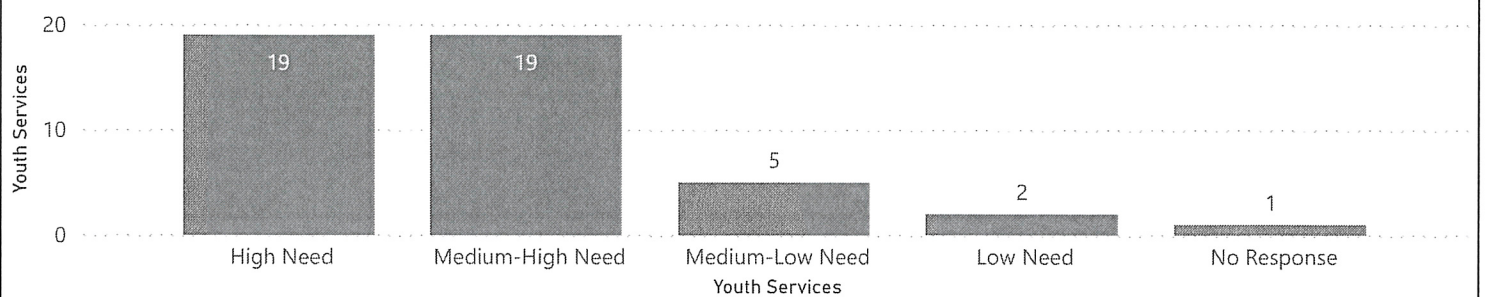 20
19
19
10
5
2
1
0
High Need
Medium-High Need
Medium-Low Need
Low Need
No Response
Youth Services
Youth Services